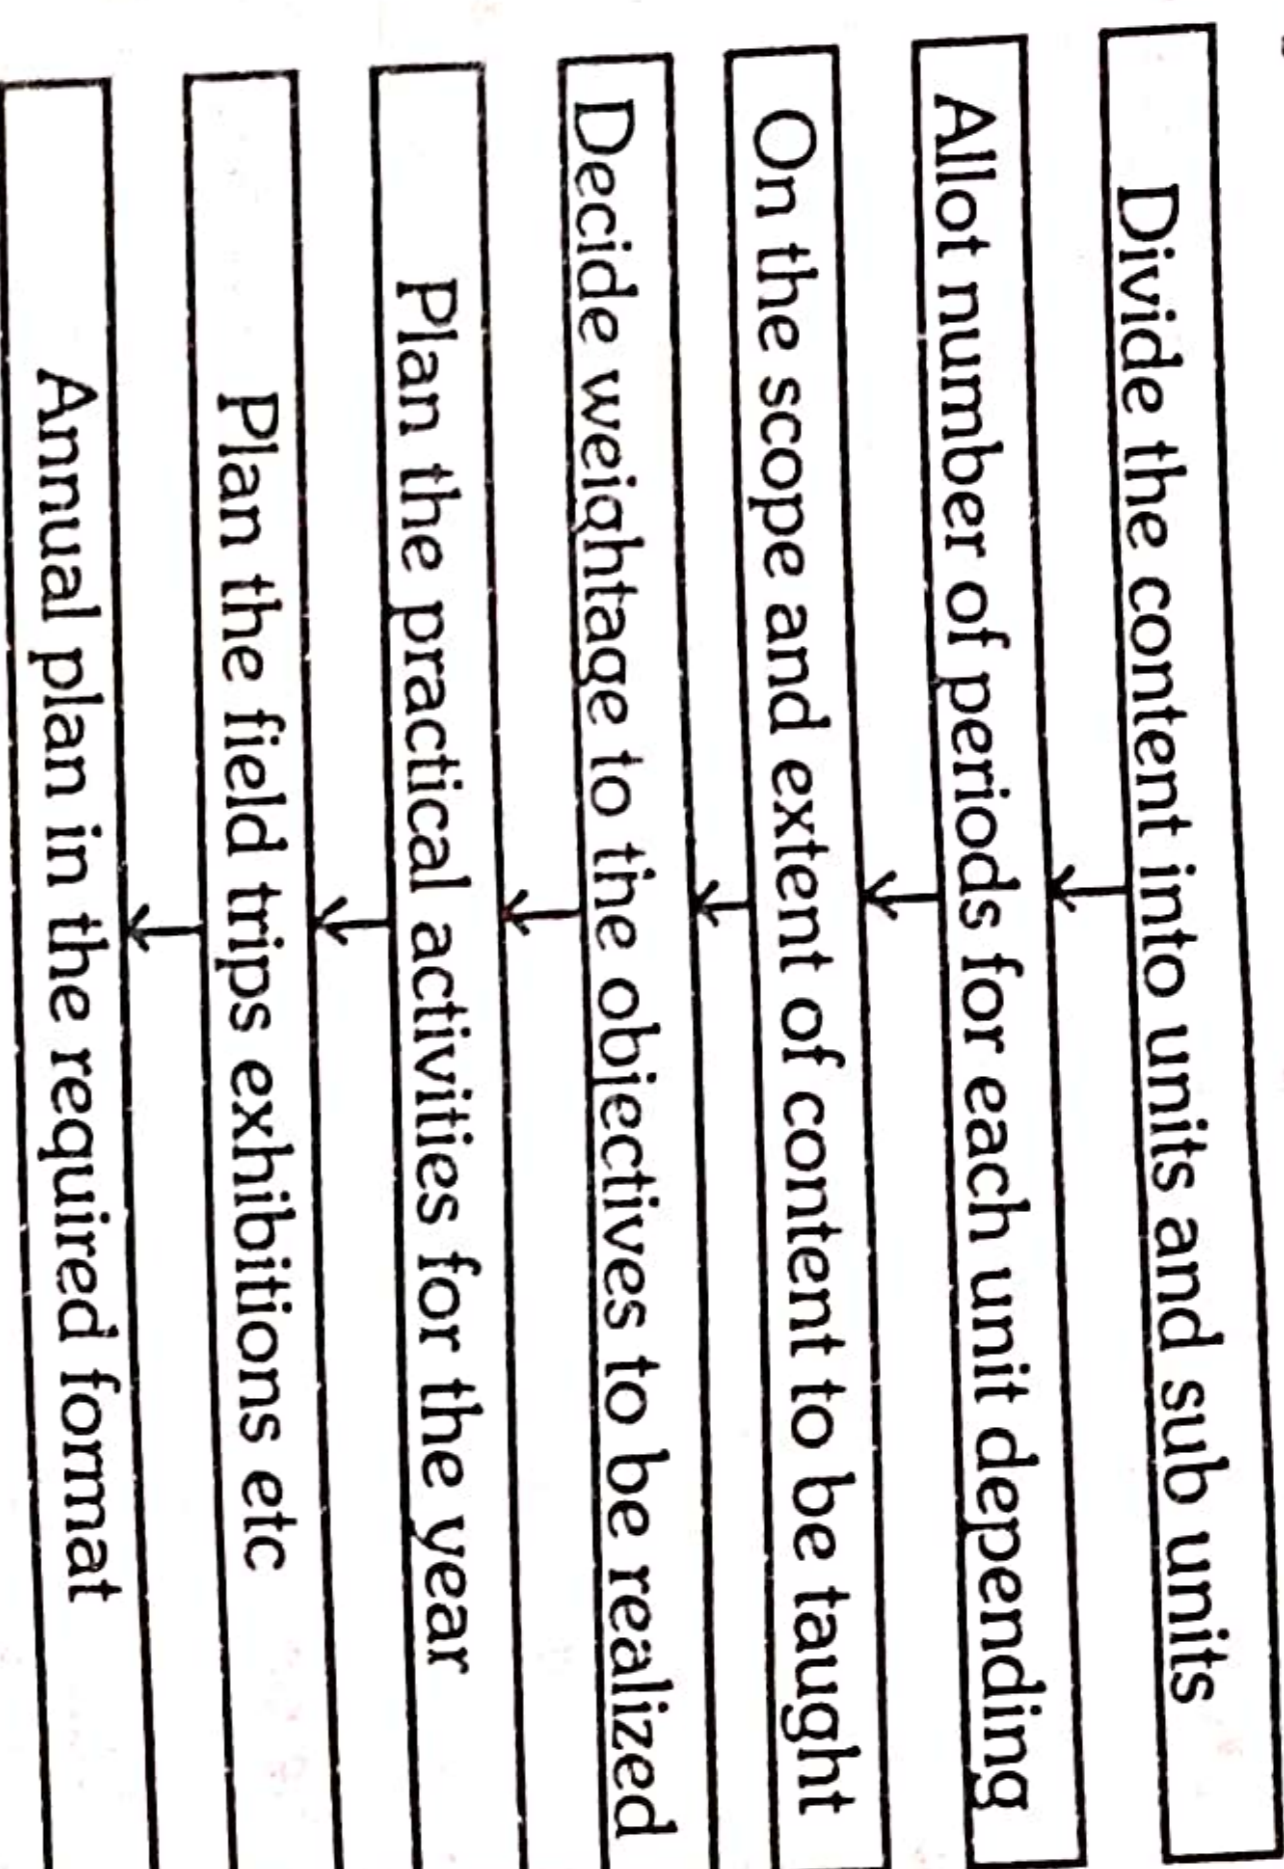 Divide the content into units and sub units
Allot number of periods for each unit depending
On the scope and extent of content to be taught
Decide weightage to the objectives to be realized
Plan the practical activities for the year
Plan the field trips exhibitions etc
Annual plan in the required format